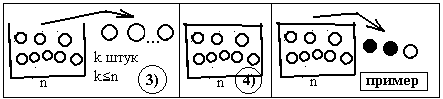 ...
k штук
k≤n
3)
n
4)
n
пример